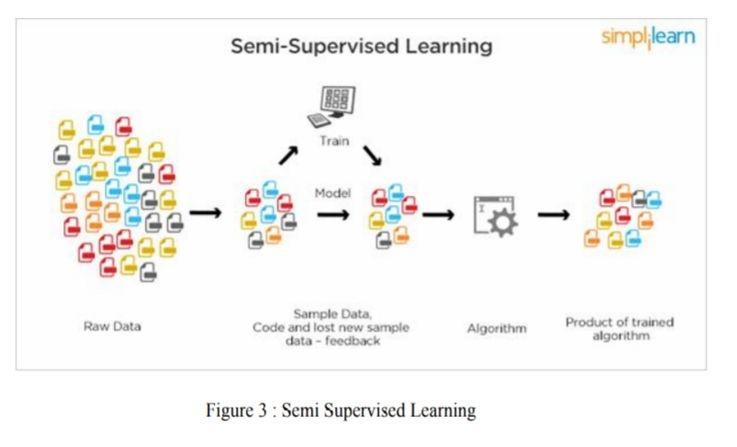 Semi-Supervised Learning
simplilearn
Train
Model
Raw Data
Sample Data,
Code and lost new sample
data – feedback
Algorithm
Product of trained
algorithm
Figure 3 : Semi Supervised Learning